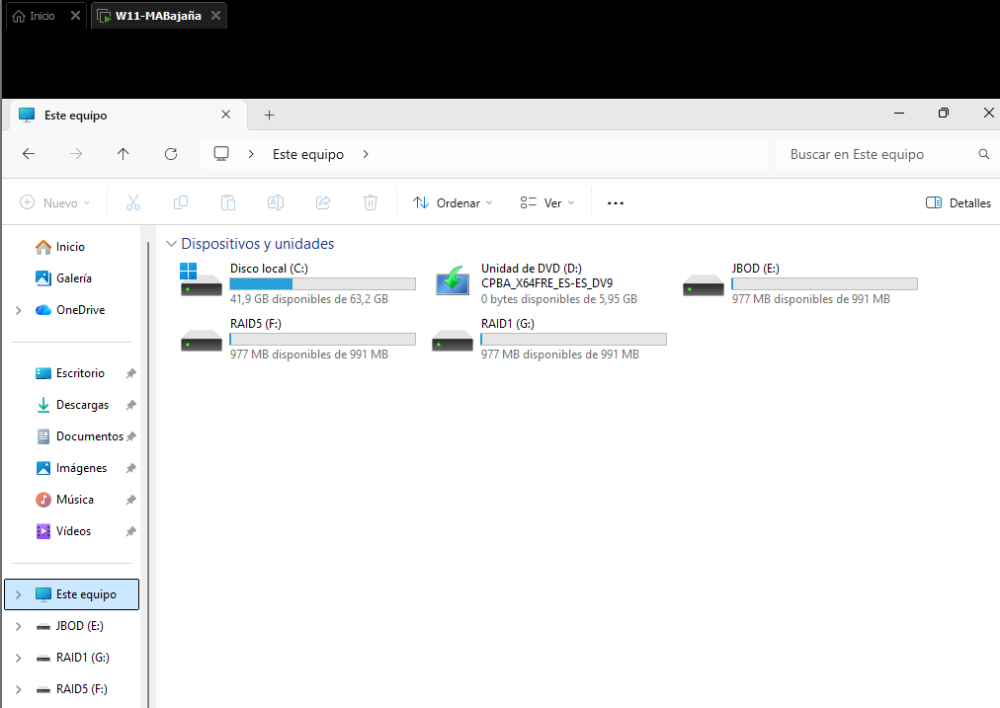 Inicio
W11-MABajaña
Este equipo
Este equipo
Buscar en Este equipo
Nuevo
Ordenar
Ver
Detalles
Inicio
Galería
OneDrive
Escritorio
Descargas
Documentos
Imágenes
Música
Vídeos
Este equipo
JBOD (E:)
RAID1 (G:)
RAID5 (F:)
Dispositivos y unidades
Disco local (C:)
41,9 GB disponibles de 63,2 GB
Unidad de DVD (D:)
CPBA_X64FRE_ES-ES_DV9
0 bytes disponibles de 5,95 GB
JBOD (E:)
977 MB disponibles de 991 MB
RAID5 (F:)
977 MB disponibles de 991 MB
RAID1 (G:)
977 MB disponibles de 991 MB